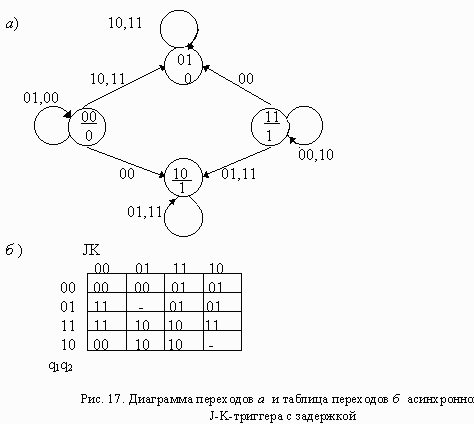 а)
10,11
01
0
10,11
00
01,00
00
0
11
1
00
01,11
00,10
10
1
01,11
б)
JK
00 01 11 10
00 00 00 01 01
01 11 - 01 01
11 11 10 10 11
10 00 10 10 -
q1q2
Рис. 17. Диаграмма переходов а и таблица переходов б асинхронно
J-K-триггера с задержкой